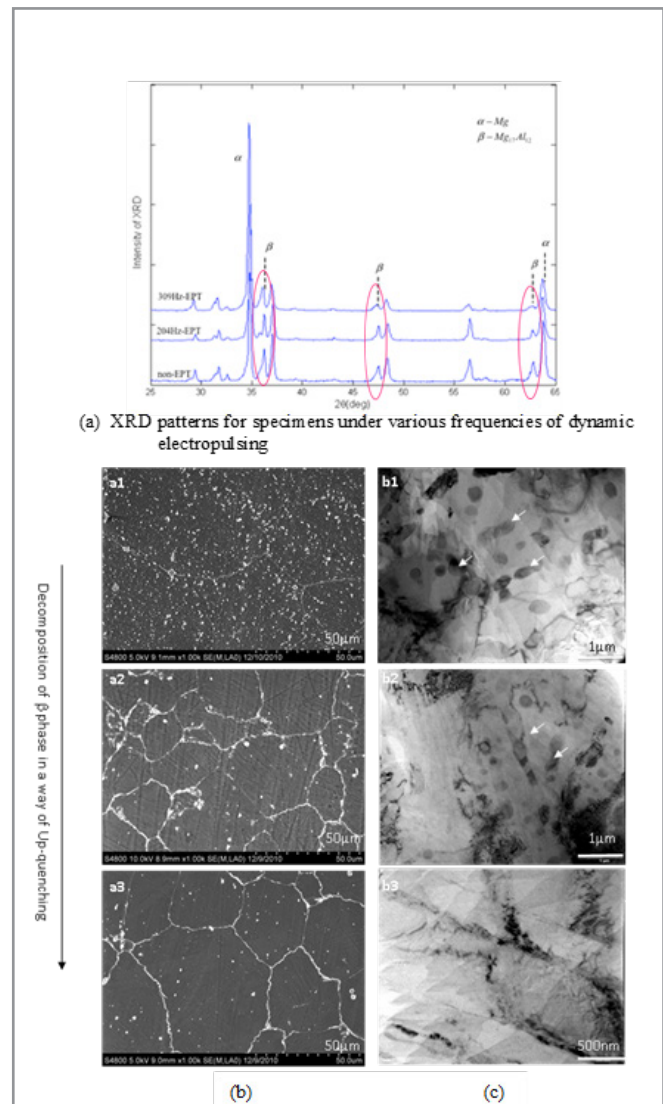 α – Mg
β – Mg₁₇Al₁₂
α
β
β
β
α
309Hz-EPT
204Hz-EPT
non-EPT
Intensity of XRD
25 30 35 40 45 50 55 60 65
2θ(deg)
(a) XRD patterns for specimens under various frequencies of dynamic
electropulsing
Decomposition of β phase in a way of Up-quenching
a1
50μm
S4800 5.0kV 9.1mm x1.00k SE(M,LA0) 12/10/2010 50.0um
b1
1μm
a2
50μm
S4800 10.0kV 8.9mm x1.00k SE(M,LA0) 12/9/2010 50.0um
b2
1μm
a3
50μm
S4800 5.0kV 9.0mm x1.00k SE(M,LA0) 12/9/2010 50.0um
b3
500nm
(b) (c)